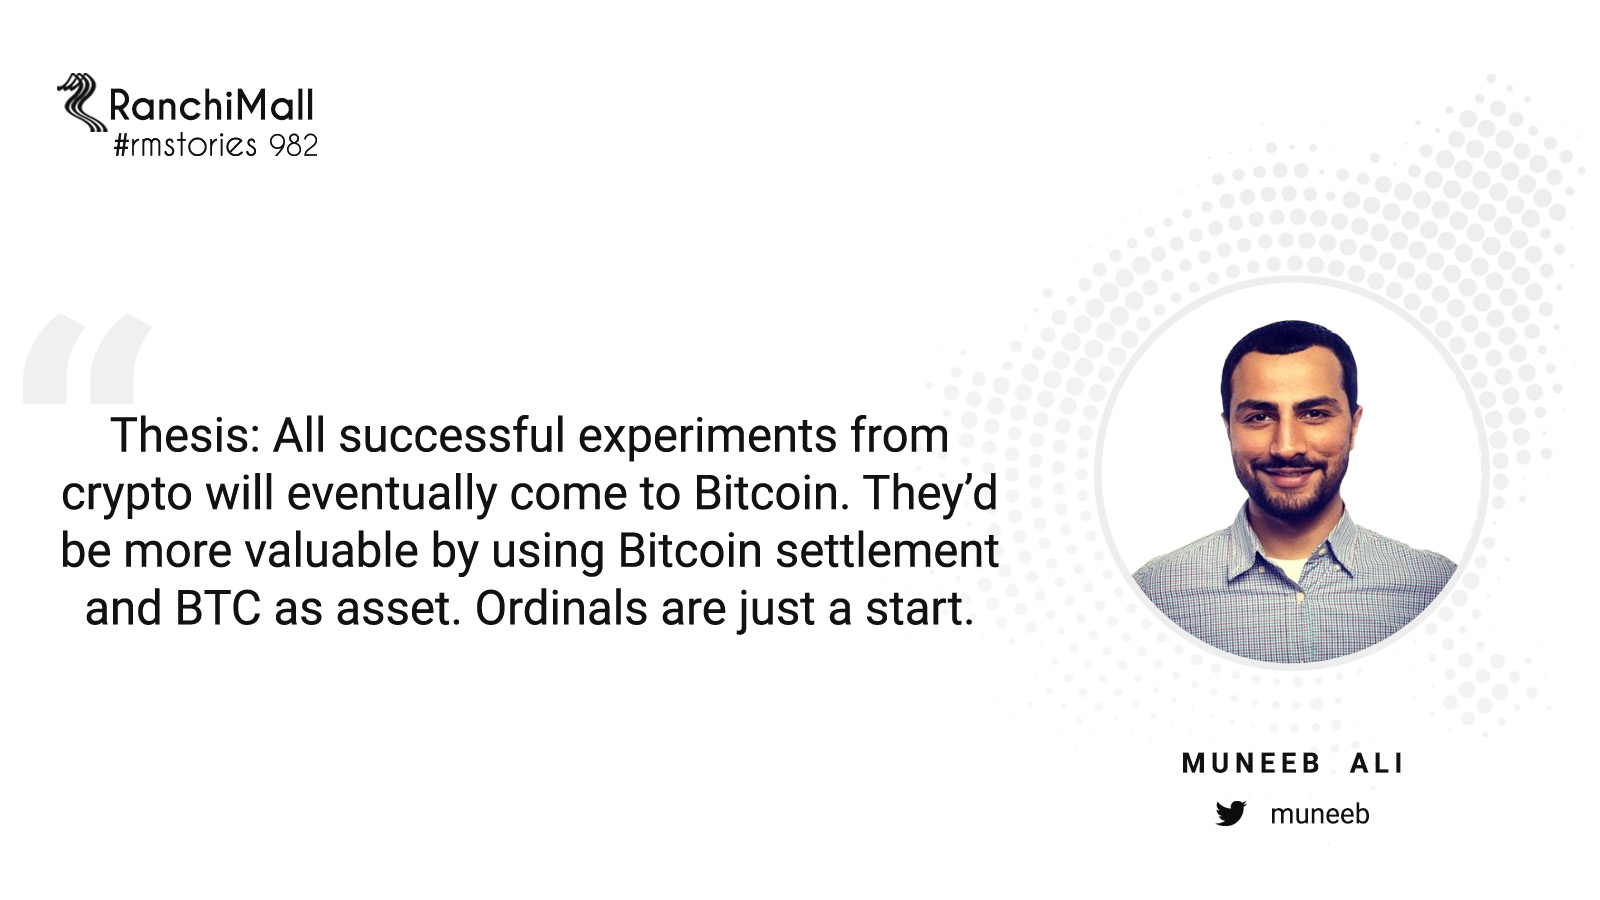 RanchiMall
#rmstories 982
“
Thesis: All successful experiments from
crypto will eventually come to Bitcoin. They’d
be more valuable by using Bitcoin settlement
and BTC as asset. Ordinals are just a start.
MUNEEB ALI
muneeb